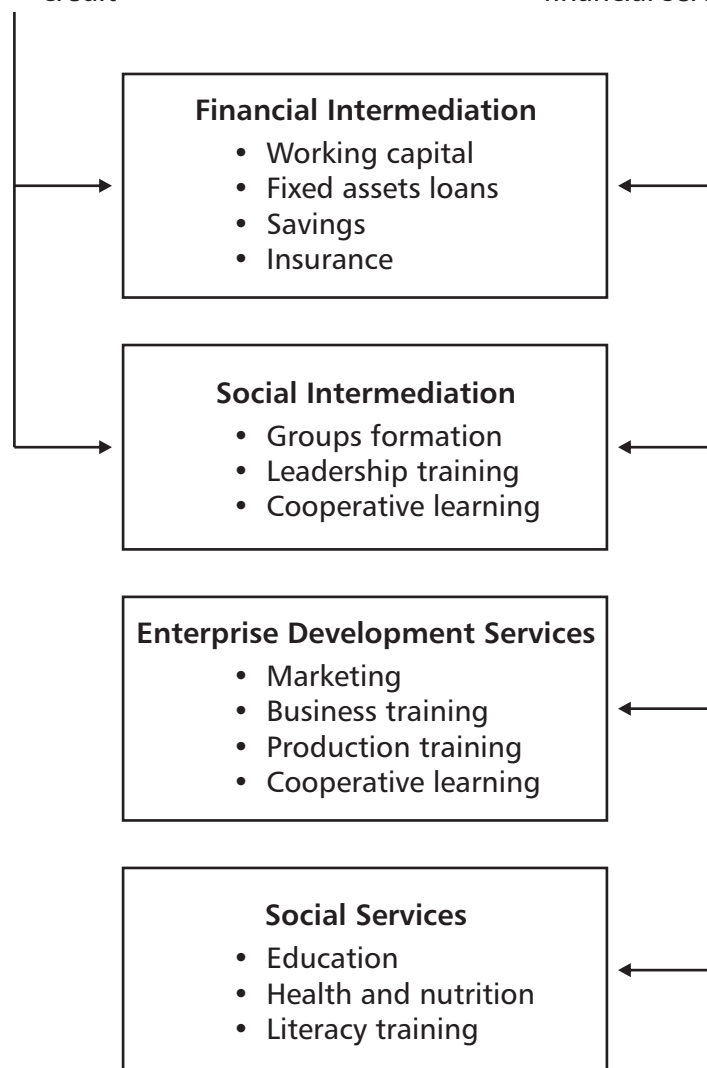 Financial Intermediation
• Working capital
• Fixed assets loans
• Savings
• Insurance
Social Intermediation
• Groups formation
• Leadership training
• Cooperative learning
Enterprise Development Services
• Marketing
• Business training
• Production training
• Cooperative learning
Social Services
• Education
• Health and nutrition
• Literacy training